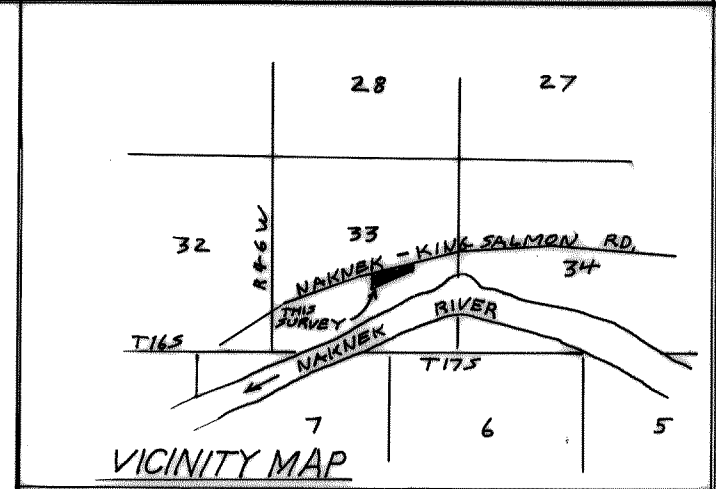 28 27
32 33 34
R46W
NAKNEK - KING SALMON RD.
THIS
SURVEY
T16S
NAKNEK RIVER
T17S
7 6 5
VICINITY MAP